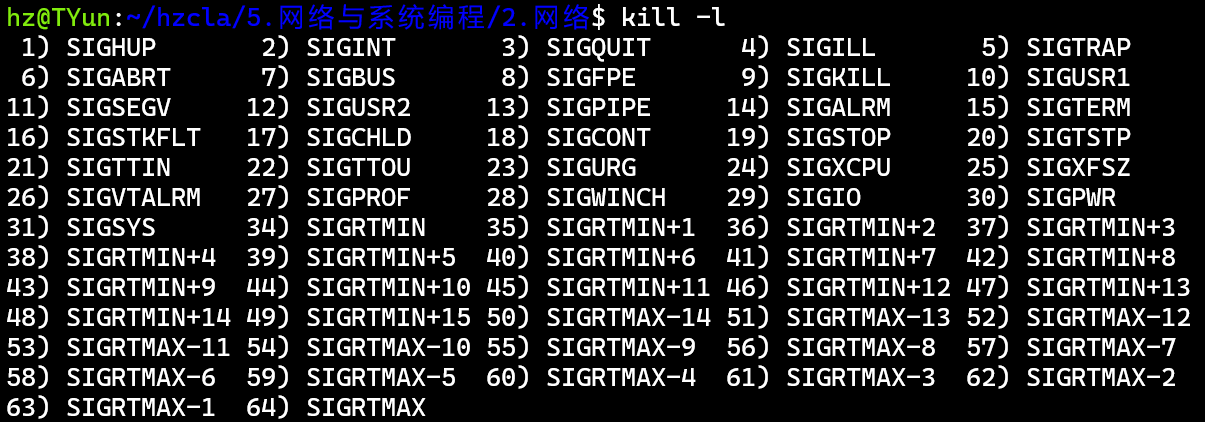 hz@TYun:~/hzcla/5.网络与系统编程/2.网络$ kill -l
 1) SIGHUP       2) SIGINT       3) SIGQUIT      4) SIGILL       5) SIGTRAP
 6) SIGABRT      7) SIGBUS       8) SIGFPE       9) SIGKILL     10) SIGUSR1
11) SIGSEGV     12) SIGUSR2     13) SIGPIPE     14) SIGALRM     15) SIGTERM
16) SIGSTKFLT   17) SIGCHLD     18) SIGCONT     19) SIGSTOP     20) SIGTSTP
21) SIGTTIN     22) SIGTTOU     23) SIGURG      24) SIGXCPU     25) SIGXFSZ
26) SIGVTALRM   27) SIGPROF     28) SIGWINCH    29) SIGIO       30) SIGPWR
31) SIGSYS      34) SIGRTMIN    35) SIGRTMIN+1  36) SIGRTMIN+2  37) SIGRTMIN+3
38) SIGRTMIN+4  39) SIGRTMIN+5  40) SIGRTMIN+6  41) SIGRTMIN+7  42) SIGRTMIN+8
43) SIGRTMIN+9  44) SIGRTMIN+10 45) SIGRTMIN+11 46) SIGRTMIN+12 47) SIGRTMIN+13
48) SIGRTMIN+14 49) SIGRTMIN+15 50) SIGRTMAX-14 51) SIGRTMAX-13 52) SIGRTMAX-12
53) SIGRTMAX-11 54) SIGRTMAX-10 55) SIGRTMAX-9  56) SIGRTMAX-8  57) SIGRTMAX-7
58) SIGRTMAX-6  59) SIGRTMAX-5  60) SIGRTMAX-4  61) SIGRTMAX-3  62) SIGRTMAX-2
63) SIGRTMAX-1  64) SIGRTMAX